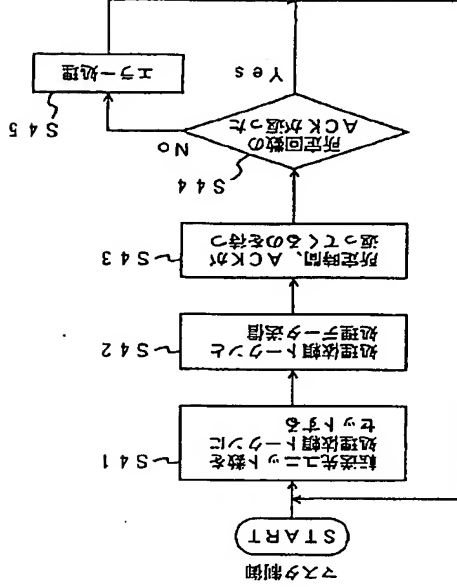 マスタ制御
START
転送先ユニット数を
処理依頼トークンに
セットする
S41
処理依頼トークンと
処理データ送信
S42
所定時間、ACKが
返ってくるのを待つ
S43
所定回数の
ACKが返った
S44
No
Yes
エラー処理
S45